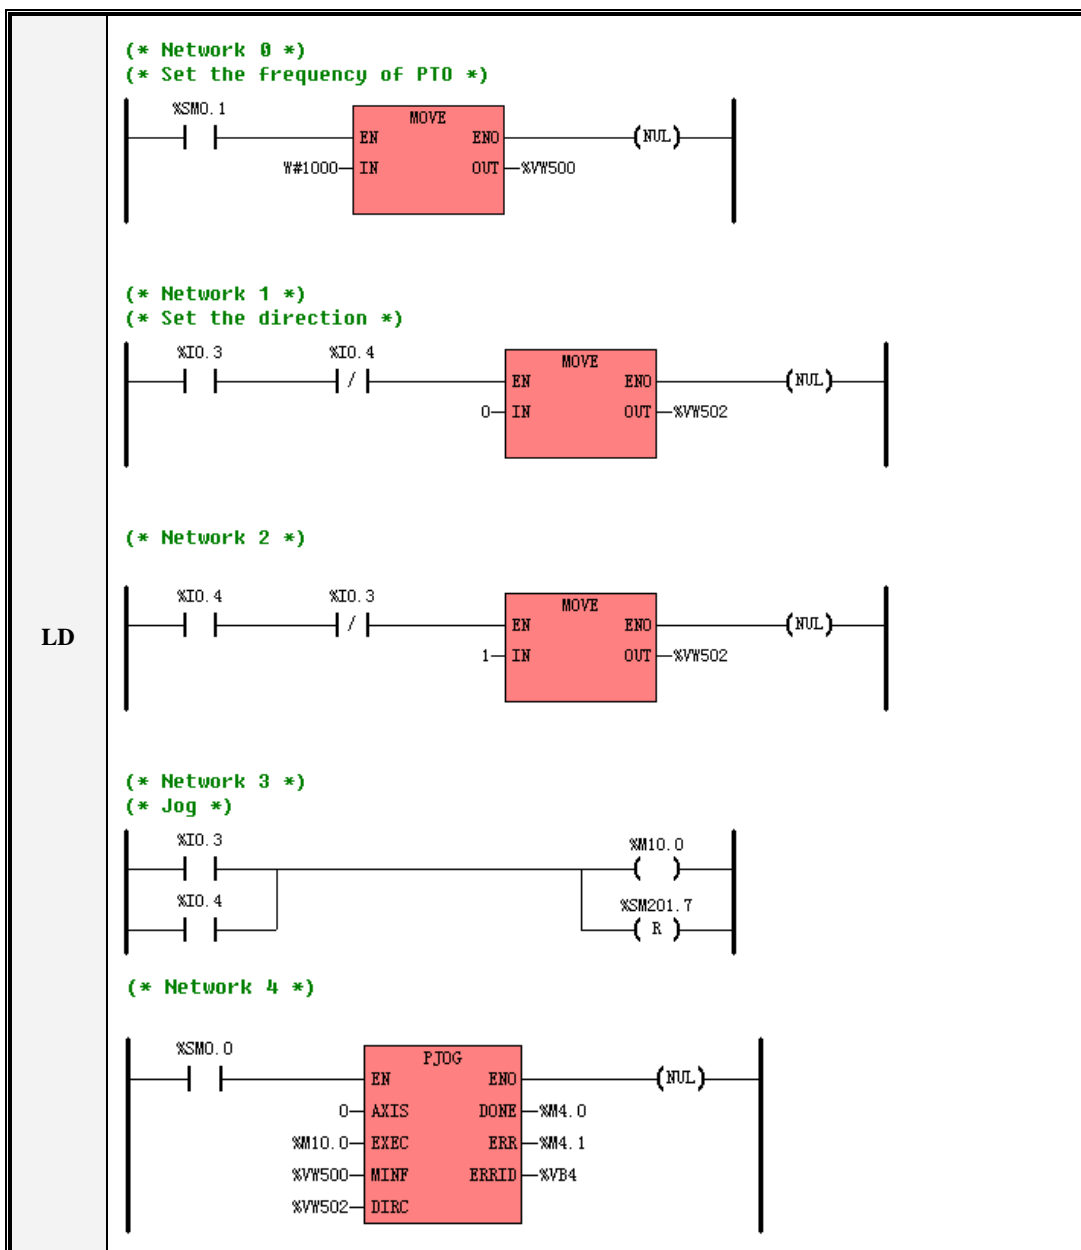 (* Network 0 *)
(* Set the frequency of PTO *)
%SM0.1
MOVE
EN ENO (NUL)
W#1000 IN OUT %VW500
(* Network 1 *)
(* Set the direction *)
%I0.3 %I0.4
MOVE
/ EN ENO (NUL)
0 IN OUT %VW502
(* Network 2 *)
%I0.4 %I0.3
MOVE
/ EN ENO (NUL)
LD
1 IN OUT %VW502
(* Network 3 *)
(* Jog *)
%I0.3 %M10.0
( )
%I0.4 %SM201.7
( R )
(* Network 4 *)
%SM0.0
PJOG
EN ENO (NUL)
0 AXIS DONE %M4.0
%M10.0 EXEC ERR %M4.1
%VW500 MINF ERRID %VB4
%VW502 DIRC